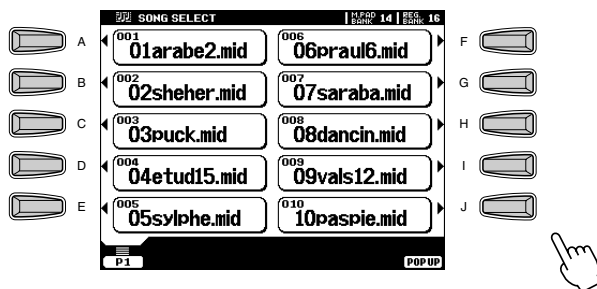 SONG SELECT M.PAD BANK 14 REG. BANK 16
A 001 01arabe2.mid 006 06praul6.mid F
B 002 02sheher.mid 007 07saraba.mid G
C 003 03puck.mid 008 08dancin.mid H
D 004 04etud15.mid 009 09vals12.mid I
E 005 05sylphe.mid 010 10paspie.mid J
P1 POP UP